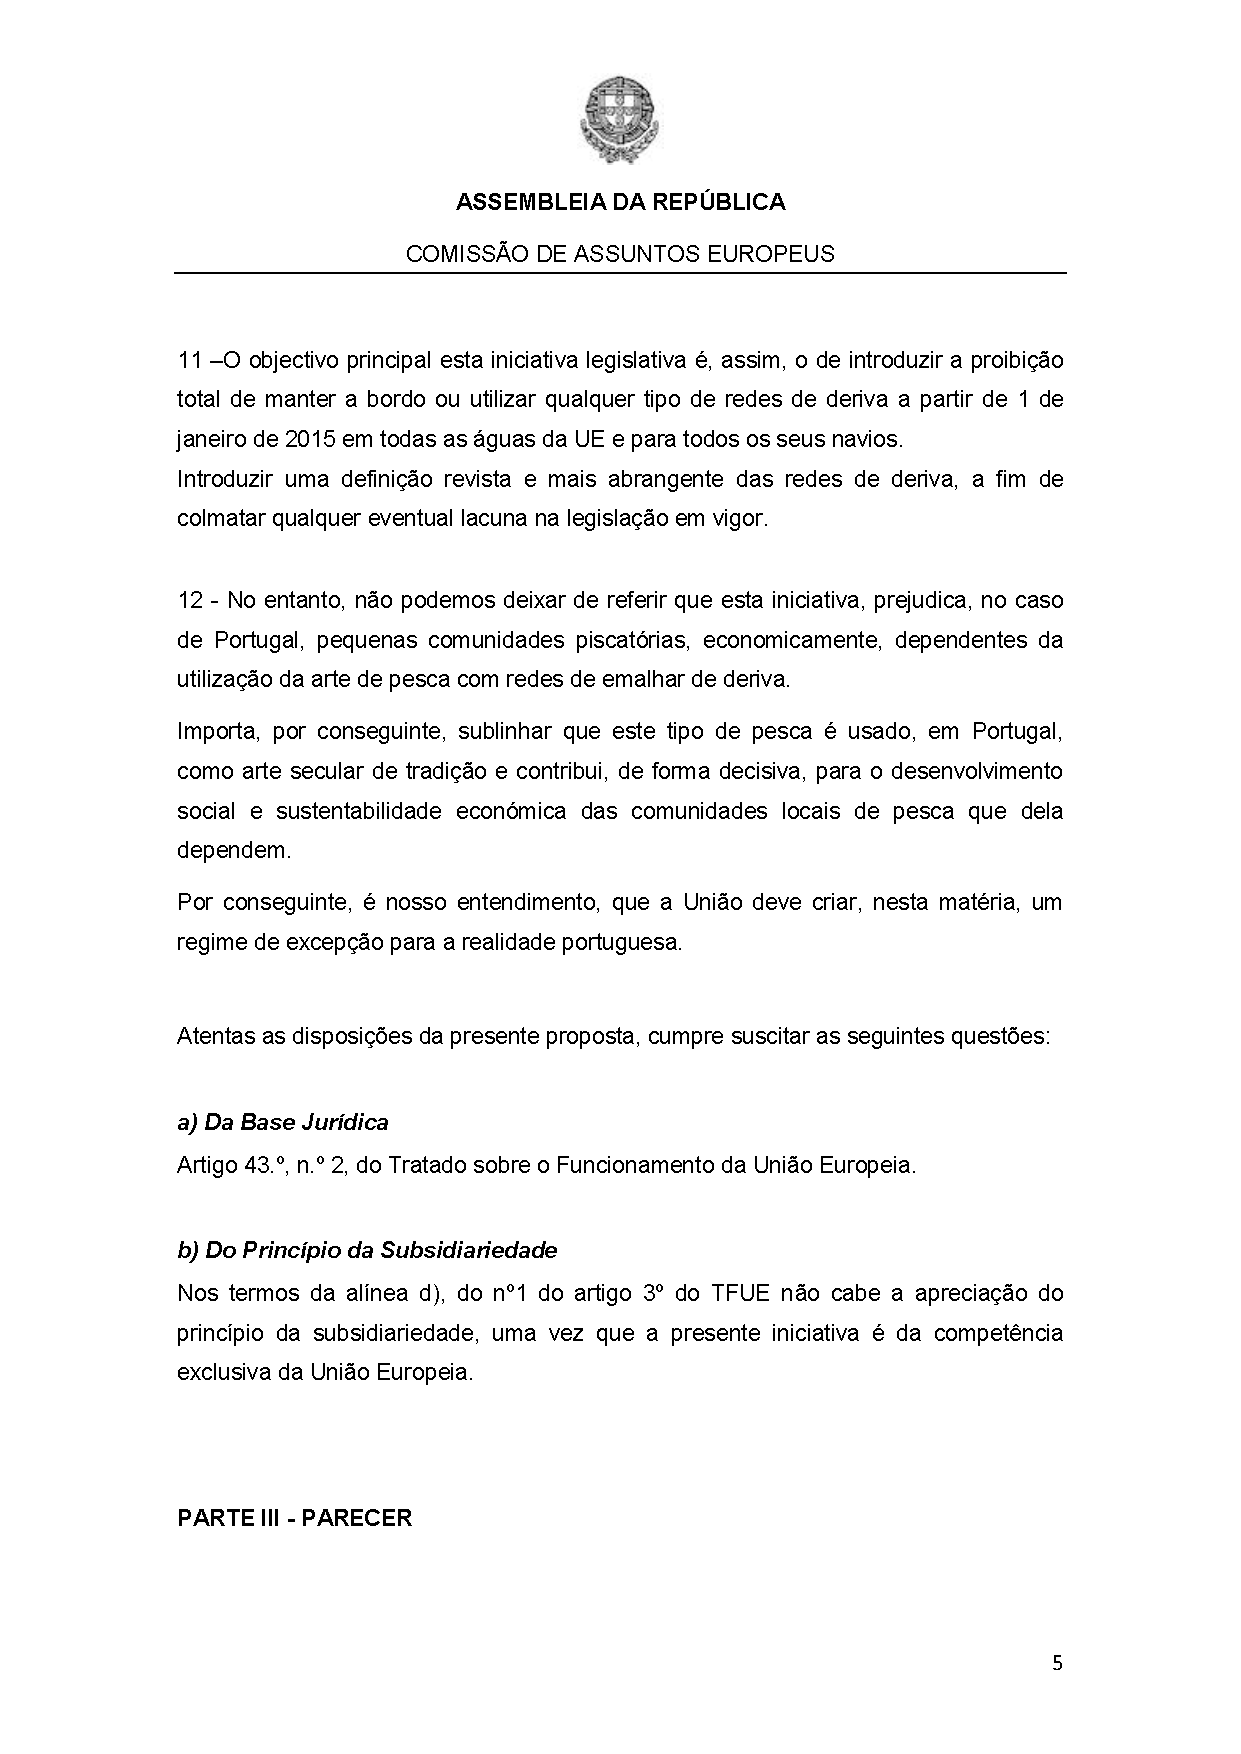 ASSEMBLEIA DA REPÚBLICA
COMISSÃO DE ASSUNTOS EUROPEUS
11 –O objectivo principal esta iniciativa legislativa é, assim, o de introduzir a proibição
total de manter a bordo ou utilizar qualquer tipo de redes de deriva a partir de 1 de
janeiro de 2015 em todas as águas da UE e para todos os seus navios.
Introduzir uma definição revista e mais abrangente das redes de deriva, a fim de
colmatar qualquer eventual lacuna na legislação em vigor.
12 - No entanto, não podemos deixar de referir que esta iniciativa, prejudica, no caso
de Portugal, pequenas comunidades piscatórias, economicamente, dependentes da
utilização da arte de pesca com redes de emalhar de deriva.
Importa, por conseguinte, sublinhar que este tipo de pesca é usado, em Portugal,
como arte secular de tradição e contribui, de forma decisiva, para o desenvolvimento
social e sustentabilidade económica das comunidades locais de pesca que dela
dependem.
Por conseguinte, é nosso entendimento, que a União deve criar, nesta matéria, um
regime de excepção para a realidade portuguesa.
Atentas as disposições da presente proposta, cumpre suscitar as seguintes questões:
a) Da Base Jurídica
Artigo 43.º, n.º 2, do Tratado sobre o Funcionamento da União Europeia.
b) Do Princípio da Subsidiariedade
Nos termos da alínea d), do nº1 do artigo 3º do TFUE não cabe a apreciação do
princípio da subsidiariedade, uma vez que a presente iniciativa é da competência
exclusiva da União Europeia.
PARTE III - PARECER
5